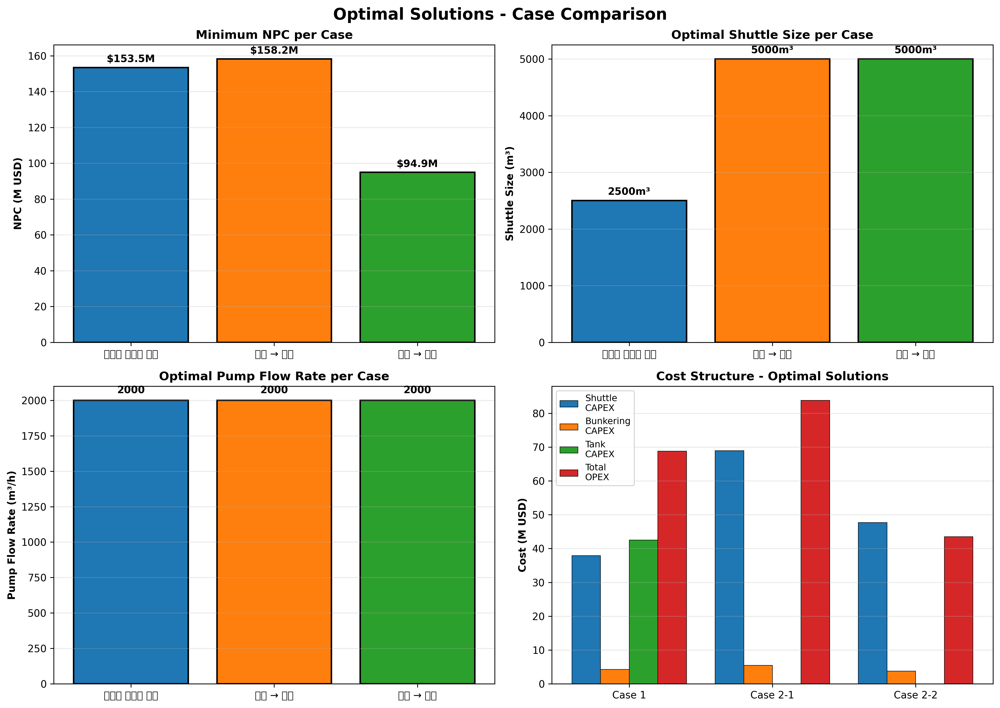 Optimal Solutions - Case Comparison
Minimum NPC per Case
NPC (M USD)
160
140
120
100
80
60
40
20
0
$153.5M
$158.2M
$94.9M
→
→
Optimal Shuttle Size per Case
Shuttle Size (m³)
5000
4000
3000
2000
1000
0
2500m³
5000m³
5000m³
→
→
Optimal Pump Flow Rate per Case
Pump Flow Rate (m³/h)
2000
1750
1500
1250
1000
750
500
250
0
2000
2000
2000
→
→
Cost Structure - Optimal Solutions
Cost (M USD)
80
70
60
50
40
30
20
10
0
Shuttle
CAPEX
Bunkering
CAPEX
Tank
CAPEX
Total
OPEX
Case 1
Case 2-1
Case 2-2